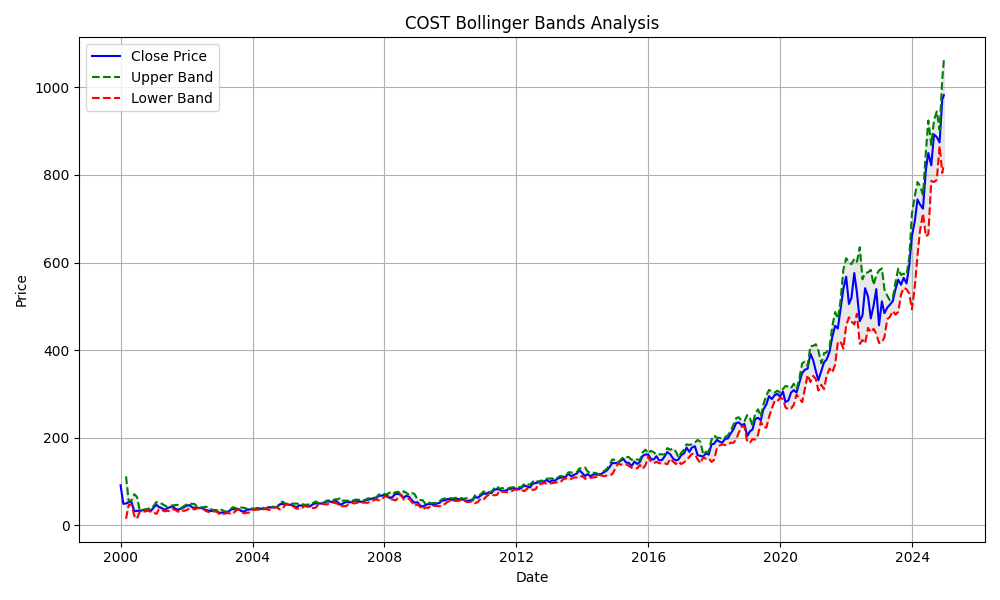 COST Bollinger Bands Analysis
Close Price
Upper Band
Lower Band
Price
1000
800
600
400
200
0
2000 2004 2008 2012 2016 2020 2024
Date